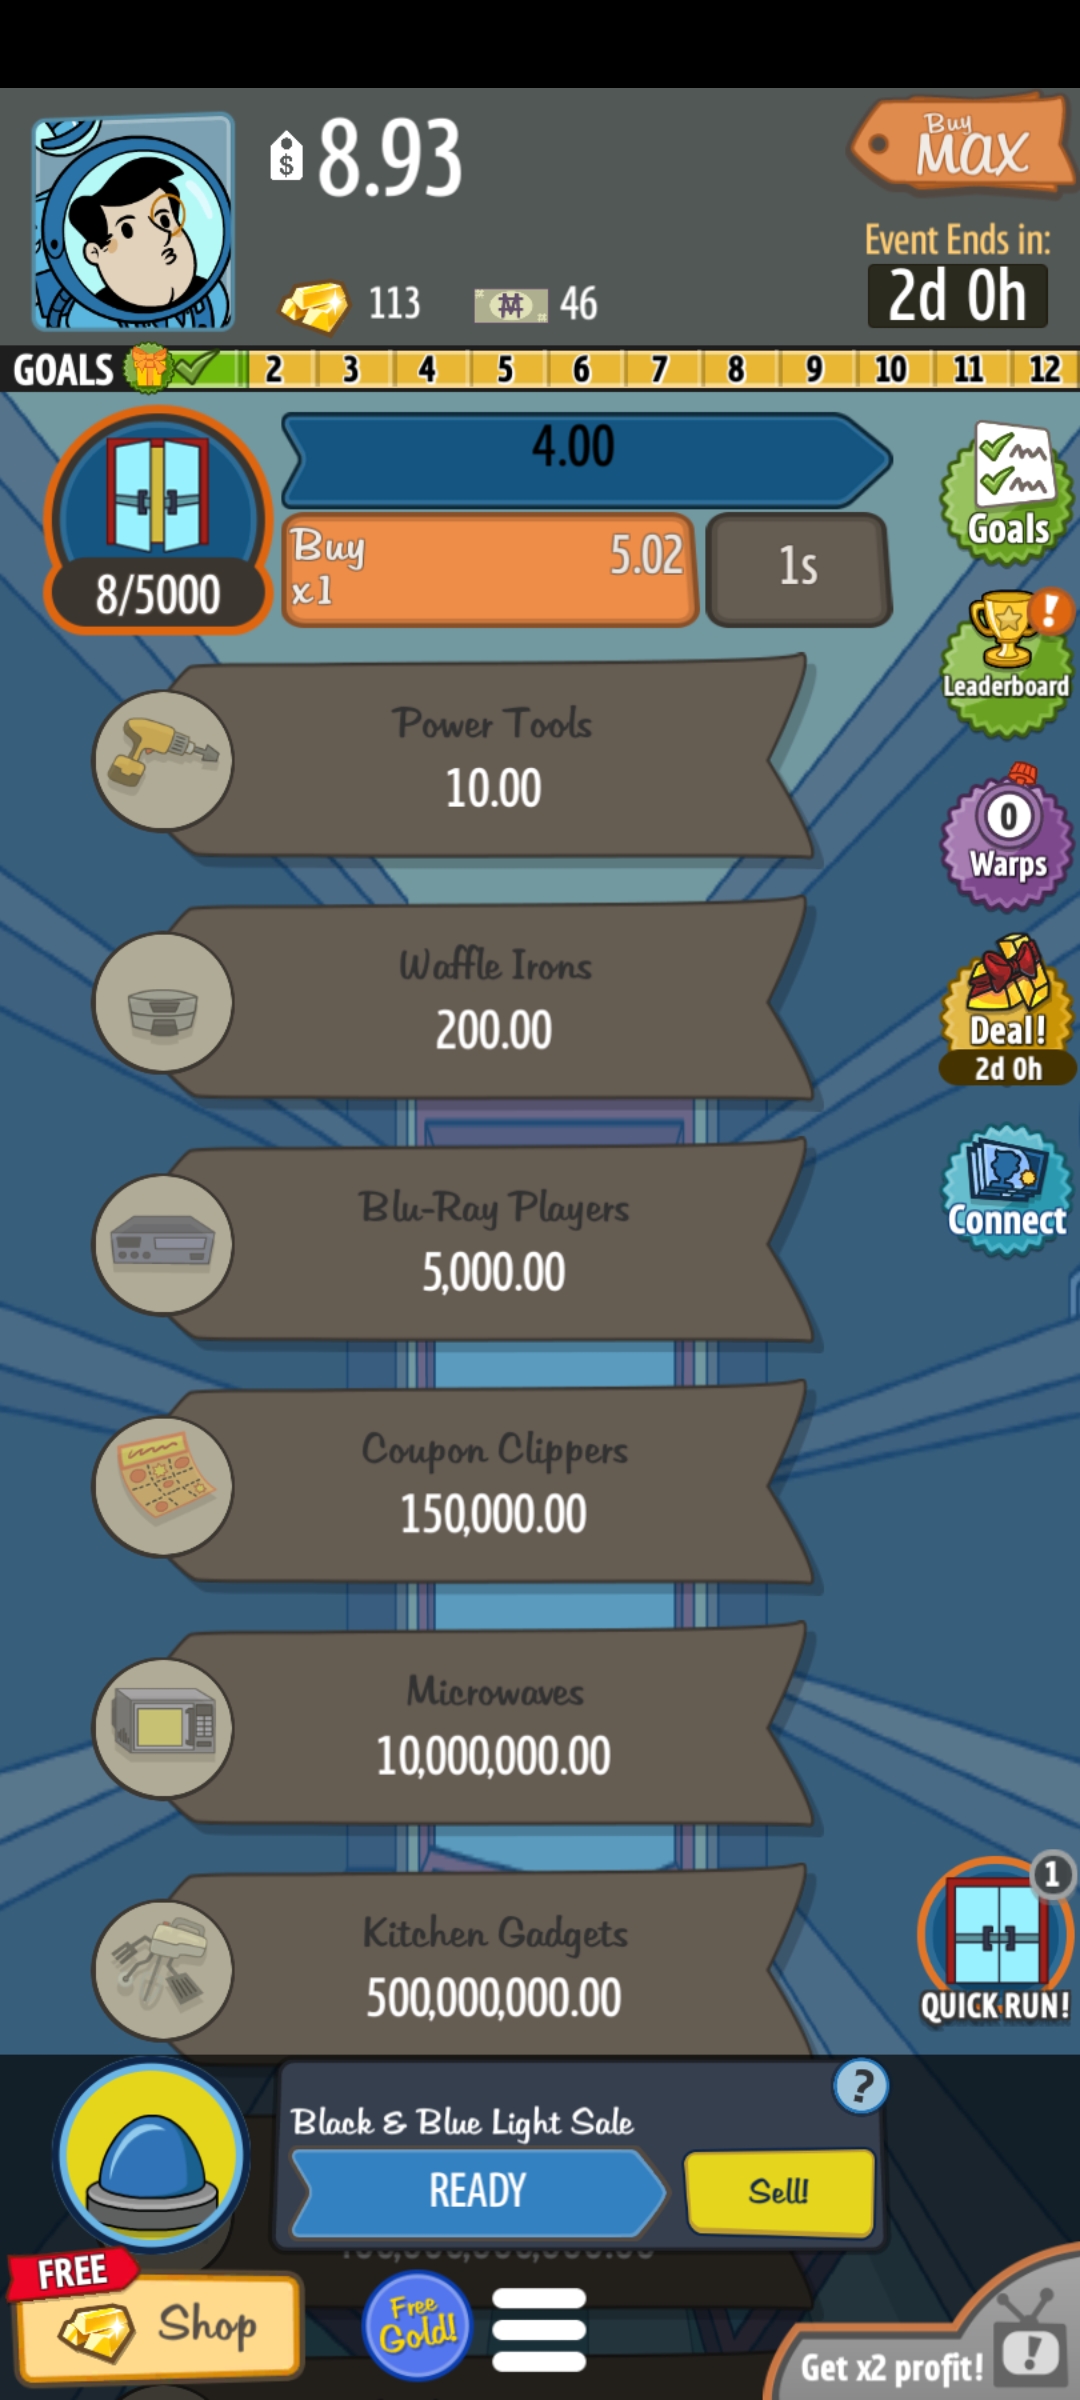 $ 8.93
Buy
MAX
Event Ends in:
2d 0h
113
46
GOALS 2 3 4 5 6 7 8 9 10 11 12
4.00
Buy
x1
5.02
1s
8/5000
Goals
Leaderboard
0
Warps
Deal!
2d 0h
Connect
Power Tools
10.00
Waffle Irons
200.00
Blu-Ray Players
5,000.00
Coupon Clippers
150,000.00
Microwaves
10,000,000.00
Kitchen Gadgets
500,000,000.00
1
QUICK RUN!
?
Black & Blue Light Sale
READY
Sell!
FREE
Shop
Free
Gold!
Get x2 profit!